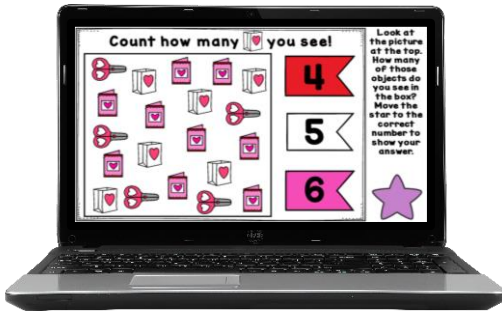 Count how many you see!
4
5
6
Look at
the picture
at the top.
How many
of those
objects do
you see in
the box?
Move the
star to the
correct
number to
show your
answer.